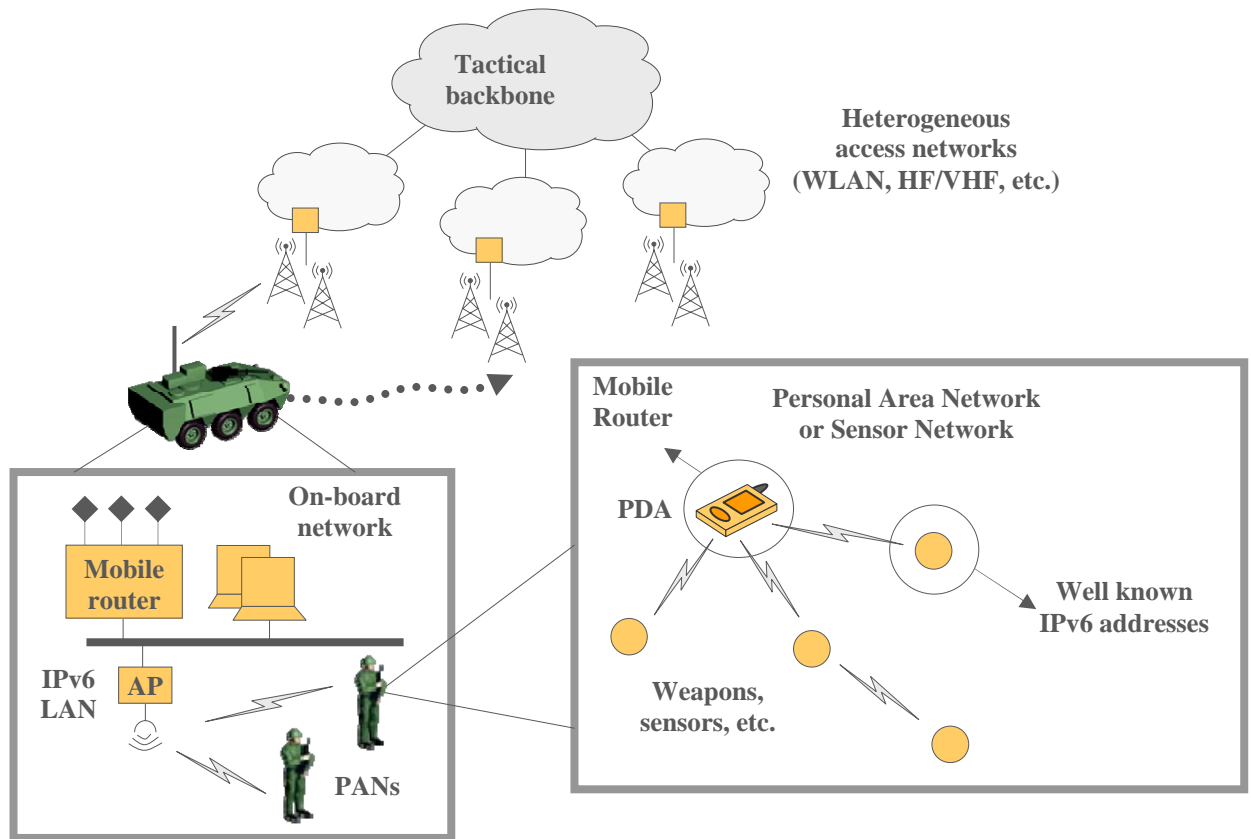 Tactical
backbone
Heterogeneous
access networks
(WLAN, HF/VHF, etc.)
On-board
network
Mobile
router
IPv6
LAN
AP
PANs
Mobile
Router
Personal Area Network
or Sensor Network
PDA
Well known
IPv6 addresses
Weapons,
sensors, etc.